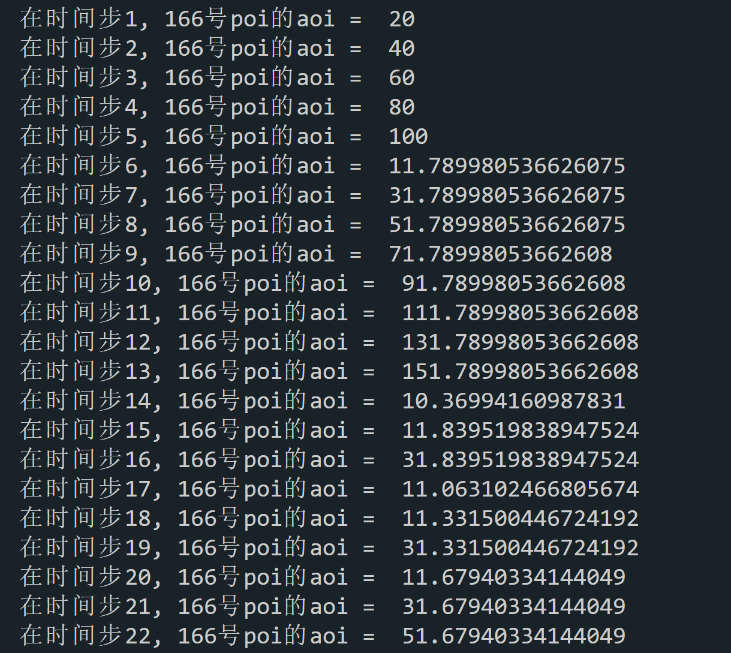 在时间步1, 166号poi的aoi =  20
在时间步2, 166号poi的aoi =  40
在时间步3, 166号poi的aoi =  60
在时间步4, 166号poi的aoi =  80
在时间步5, 166号poi的aoi =  100
在时间步6, 166号poi的aoi =  11.789980536626075
在时间步7, 166号poi的aoi =  31.789980536626075
在时间步8, 166号poi的aoi =  51.789980536626075
在时间步9, 166号poi的aoi =  71.78998053662608
在时间步10, 166号poi的aoi =  91.78998053662608
在时间步11, 166号poi的aoi =  111.78998053662608
在时间步12, 166号poi的aoi =  131.78998053662608
在时间步13, 166号poi的aoi =  151.78998053662608
在时间步14, 166号poi的aoi =  10.36994160987831
在时间步15, 166号poi的aoi =  11.839519838947524
在时间步16, 166号poi的aoi =  31.839519838947524
在时间步17, 166号poi的aoi =  11.063102466805674
在时间步18, 166号poi的aoi =  11.331500446724192
在时间步19, 166号poi的aoi =  31.331500446724192
在时间步20, 166号poi的aoi =  11.67940334144049
在时间步21, 166号poi的aoi =  31.67940334144049
在时间步22, 166号poi的aoi =  51.67940334144049